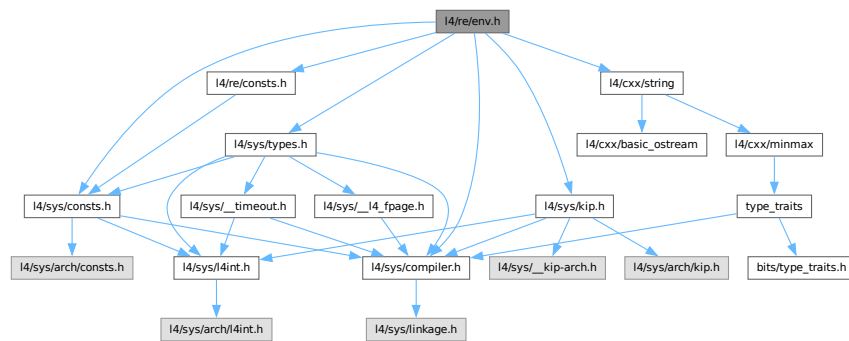 l4/re/env.h
l4/re/consts.h
l4/cxx/string
l4/sys/types.h
l4/cxx/basic_ostream
l4/cxx/minmax
l4/sys/consts.h
l4/sys/__timeout.h
l4/sys/__l4_fpage.h
l4/sys/kip.h
type_traits
l4/sys/arch/consts.h
l4/sys/l4int.h
l4/sys/compiler.h
l4/sys/__kip-arch.h
l4/sys/arch/kip.h
bits/type_traits.h
l4/sys/arch/l4int.h
l4/sys/linkage.h